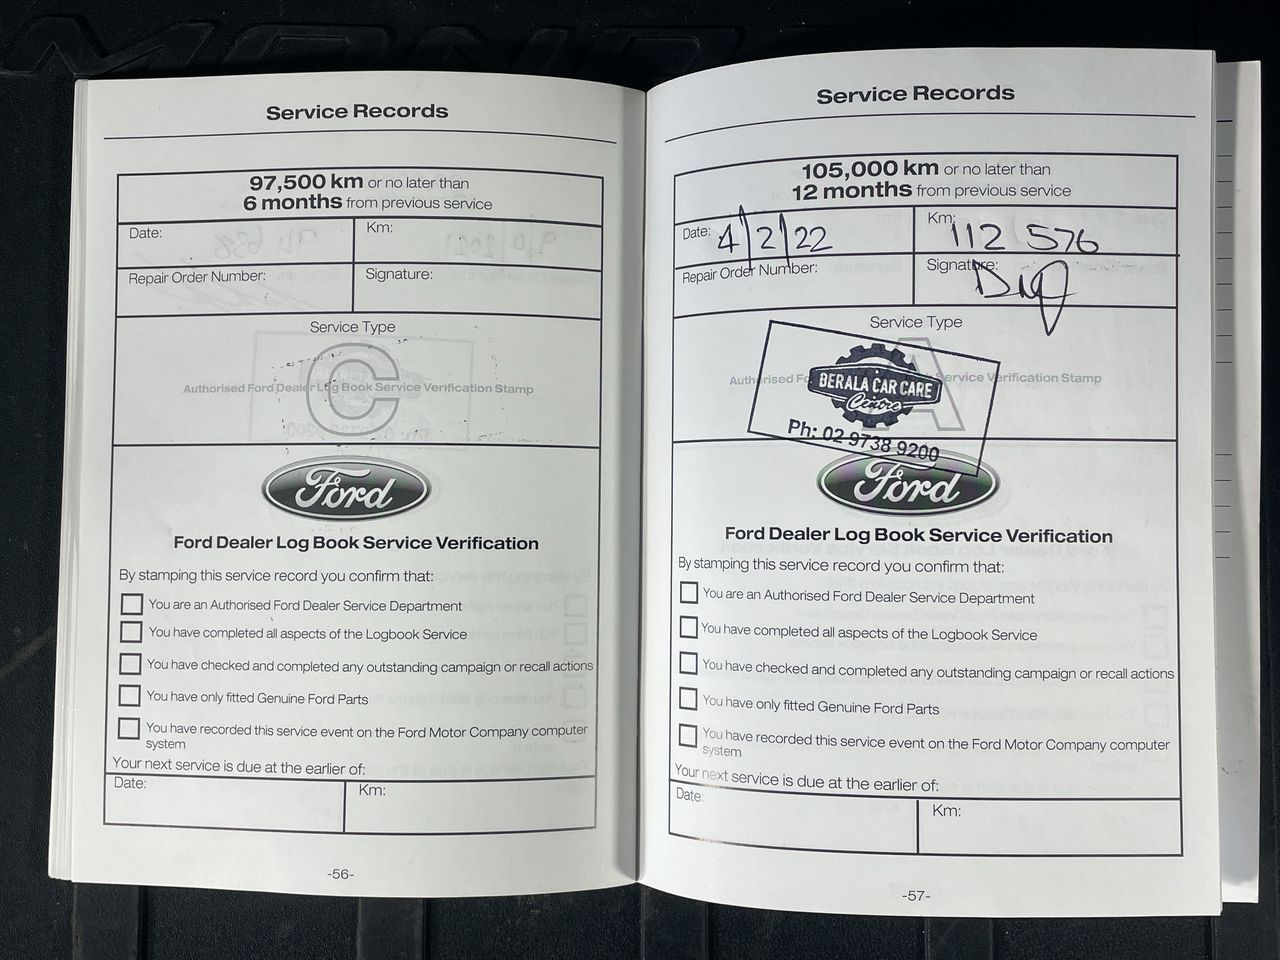 Service Records
97,500 km or no later than
6 months from previous service
Date:
Km:
Repair Order Number:
Signature:
Service Type
C
Authorised Ford Dealer Log Book Service Verification Stamp
Ford
Ford Dealer Log Book Service Verification
By stamping this service record you confirm that:
You are an Authorised Ford Dealer Service Department
You have completed all aspects of the Logbook Service
You have checked and completed any outstanding campaign or recall actions
You have only fitted Genuine Ford Parts
You have recorded this service event on the Ford Motor Company computer
system
Your next service is due at the earlier of:
Date:
Km:
-56-
Service Records
105,000 km or no later than
12 months from previous service
Date: 4/2/22
Km: 112 576
Repair Order Number:
Signature:
Service Type
A
Service Verification Stamp
BERALA CAR CARE
Centre
Ph: 02 9738 9200
Ford
Ford Dealer Log Book Service Verification
By stamping this service record you confirm that:
You are an Authorised Ford Dealer Service Department
You have completed all aspects of the Logbook Service
You have checked and completed any outstanding campaign or recall actions
You have only fitted Genuine Ford Parts
You have recorded this service event on the Ford Motor Company computer
system
Your next service is due at the earlier of:
Date:
Km:
-57-